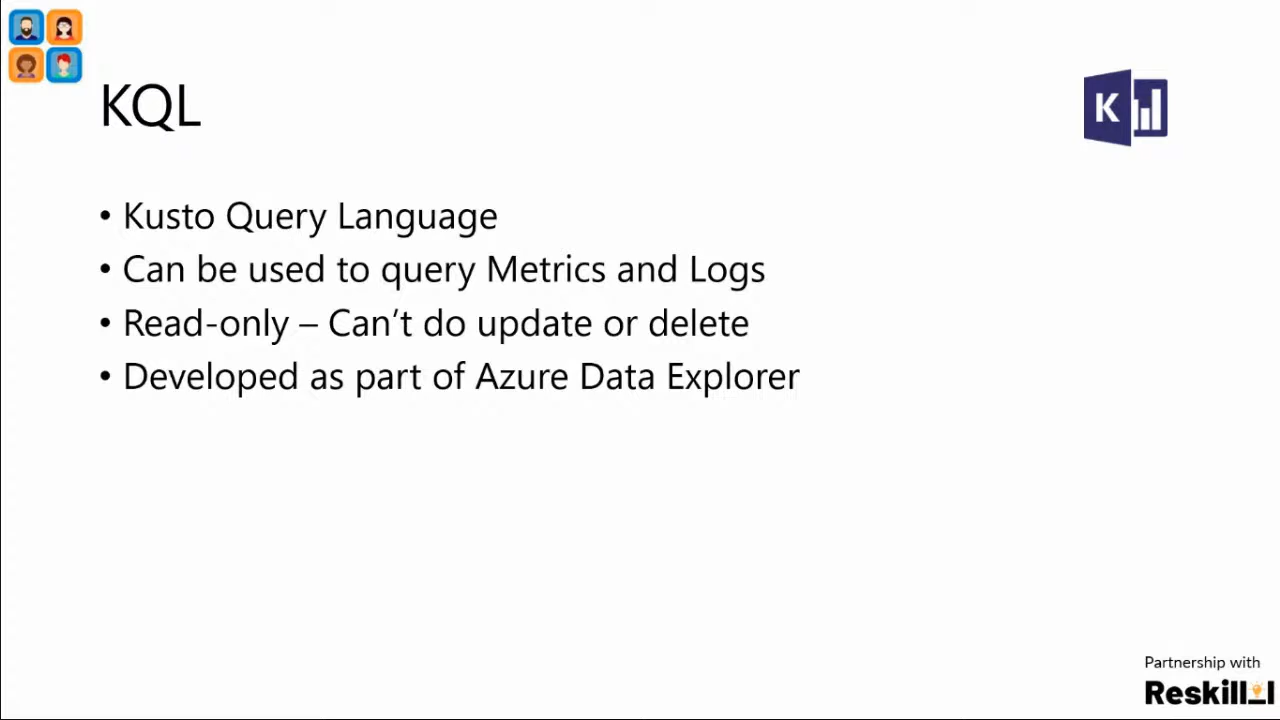 KQL
K
• Kusto Query Language
• Can be used to query Metrics and Logs
• Read-only – Can’t do update or delete
• Developed as part of Azure Data Explorer
Partnership with